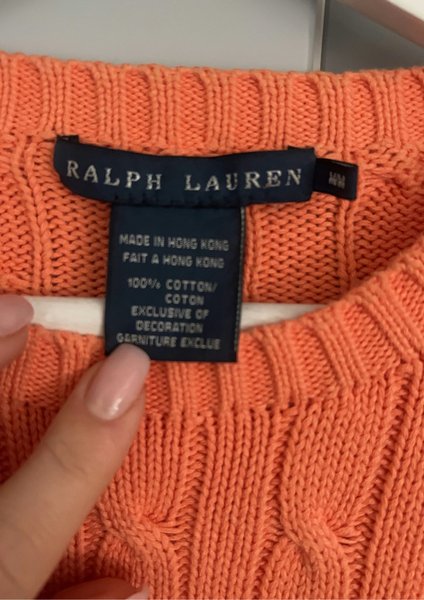 RALPH LAUREN
MADE IN HONG KONG
FAIT A HONG KONG
100% COTTON/
COTON
EXCLUSIVE OF
DECORATION
GARNITURE EXCLUE